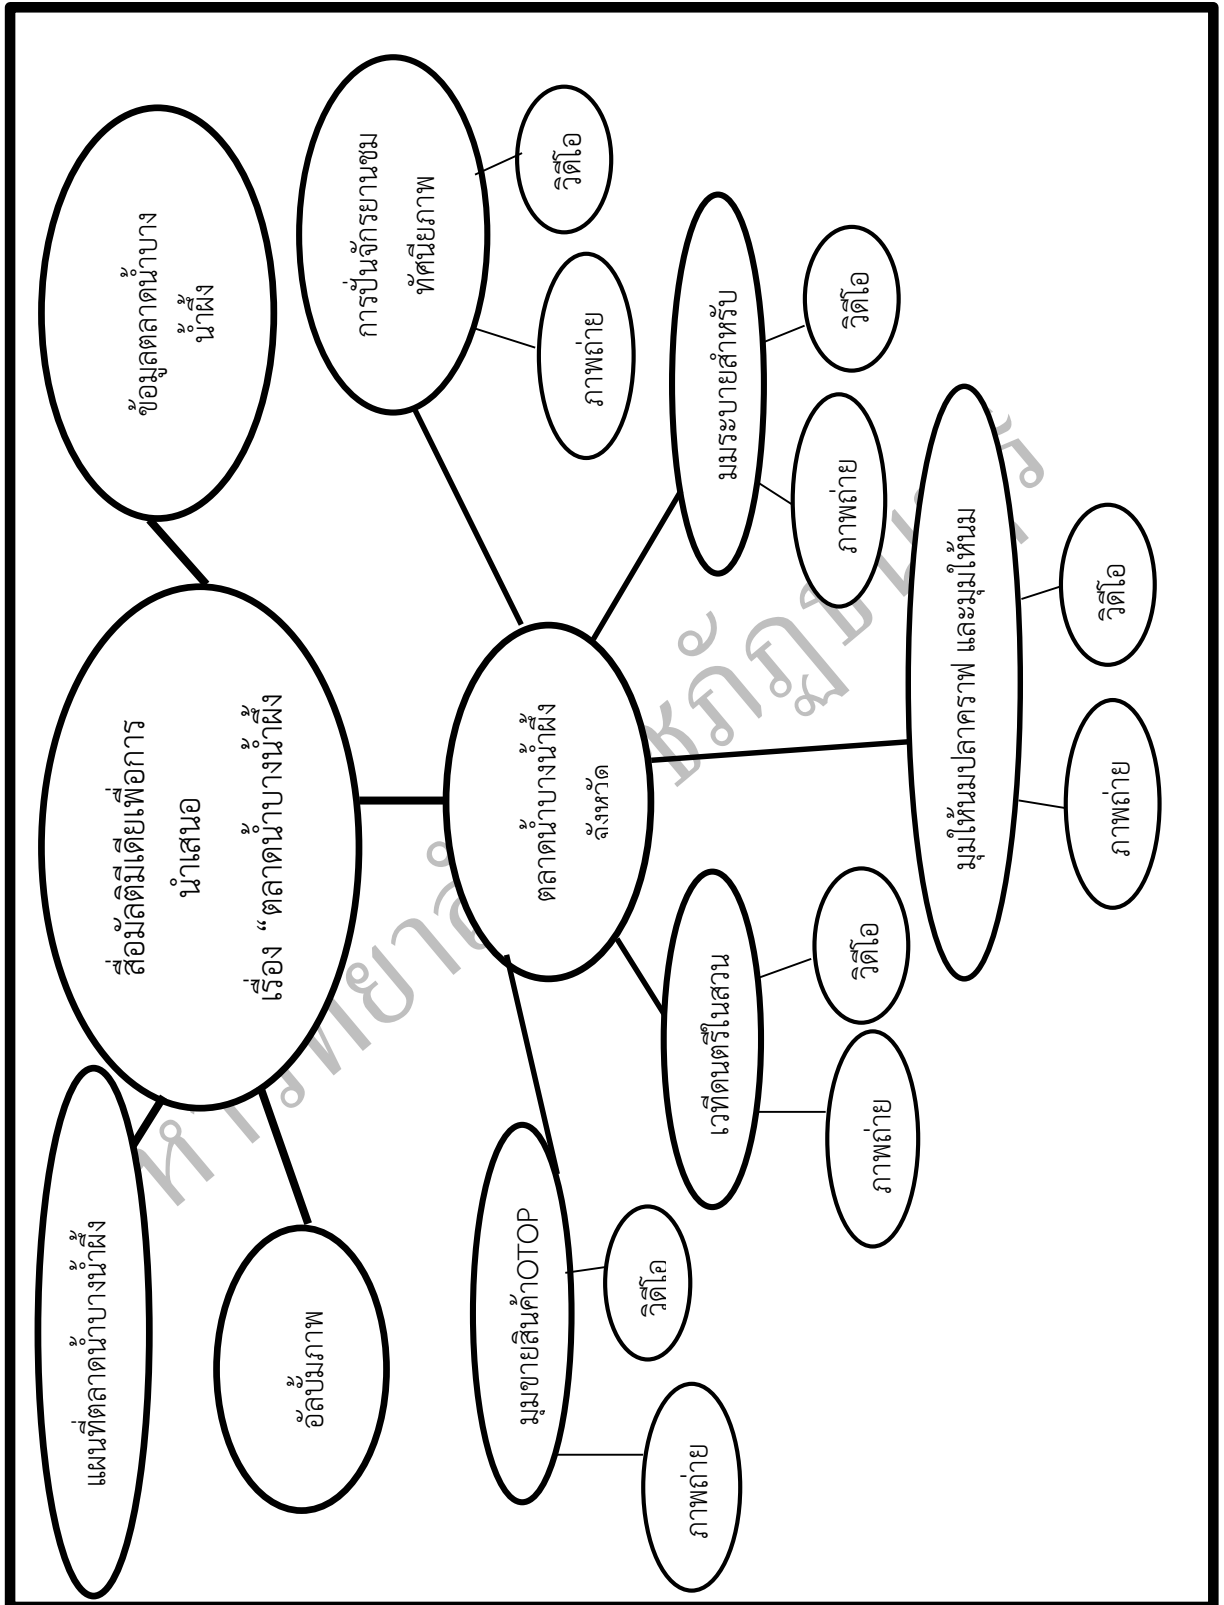 แผนที่ตลาดน้ำบางน้ำผึ้ง
สื่อมัลติมีเดียเพื่อการ
นำเสนอ
เรื่อง “ตลาดน้ำบางน้ำผึ้ง
ข้อมูลตลาดน้ำบาง
น้ำผึ้ง
อัลบั้มภาพ
การปั่นจักรยานชม
ทัศนียภาพ
วิดีโอ
ภาพถ่าย
ตลาดน้ำบางน้ำผึ้ง
จังหวัด
มุมขายสินค้าOTOP
วิดีโอ
ภาพถ่าย
เวทีดนตรีในสวน
วิดีโอ
ภาพถ่าย
มมระบายสำหรับ
วิดีโอ
ภาพถ่าย
มุมให้นมปลาคราฟ และมุมให้นม
วิดีโอ
ภาพถ่าย